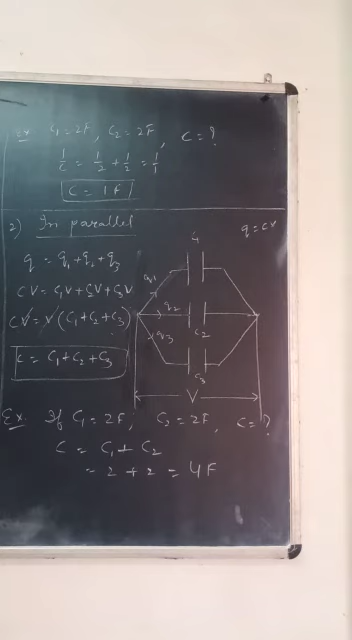 Ex C₁=2F, C₂=2F, C=?
1/C = 1/2 + 1/2 = 1/1
C = 1F
2) In parallel
q = CV
q = q₁+q₂+q₃
CV = C₁V + C₂V + C₃V
CV = V (C₁+C₂+C₃)
C = C₁+C₂+C₃
C₁
q₁
q₂
C₂
q₃
C₃
V
Ex. If C₁=2F, C₂=2F, C=?
C = C₁ + C₂
= 2 + 2 = 4F